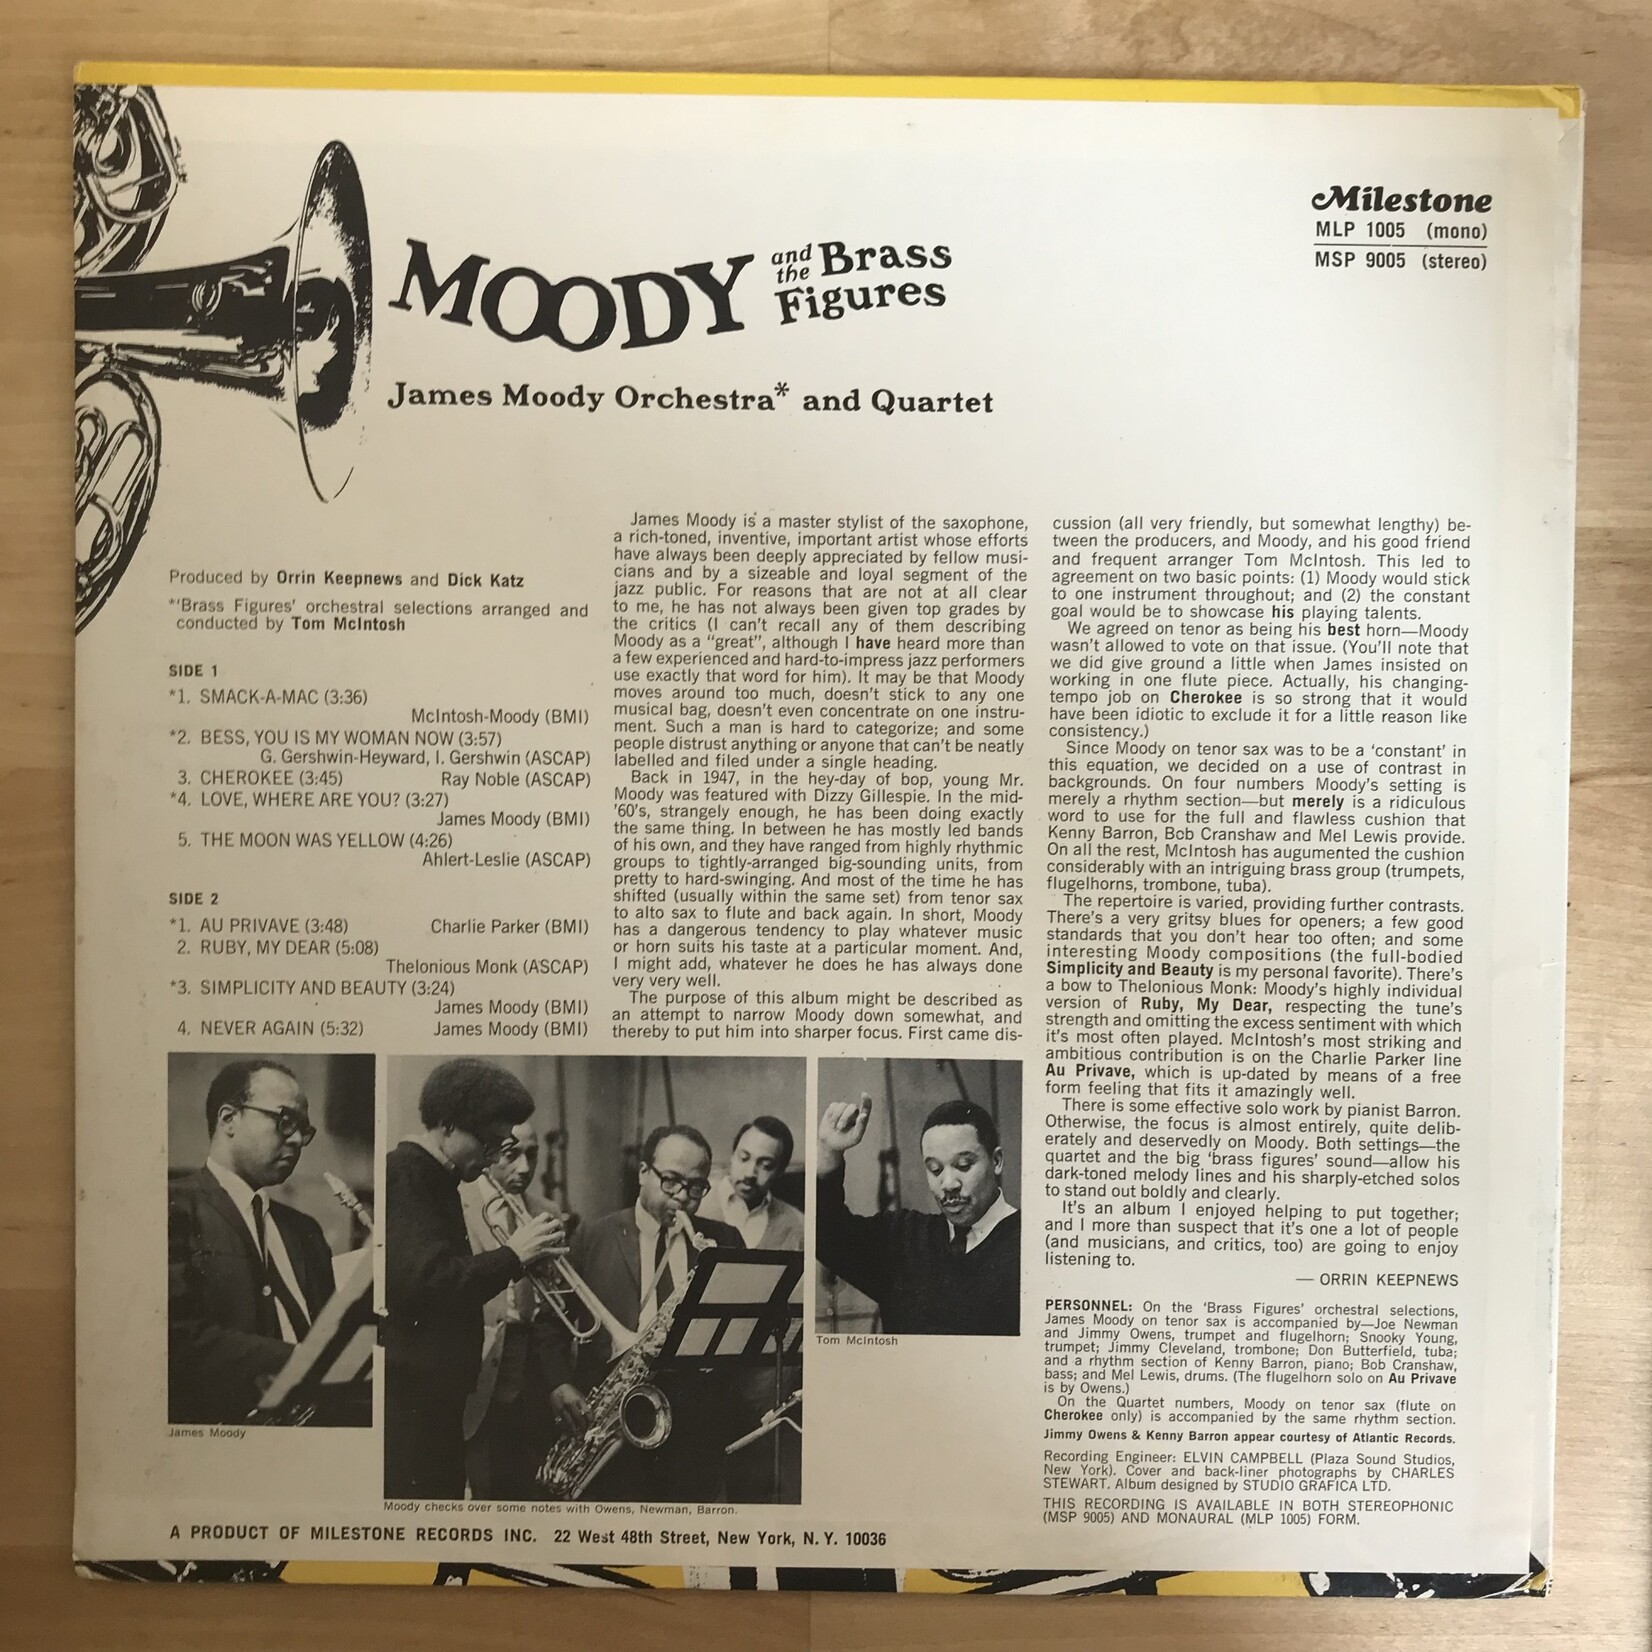 Milestone
MLP 1005 (mono)
MSP 9005 (stereo)
MOODY and the Brass Figures
James Moody Orchestra* and Quartet
Produced by Orrin Keepnews and Dick Katz
*'Brass Figures' orchestral selections arranged and
conducted by Tom McIntosh
SIDE 1
*1. SMACK-A-MAC (3:36)
McIntosh-Moody (BMI)
*2. BESS, YOU IS MY WOMAN NOW (3:57)
G. Gershwin-Heyward, I. Gershwin (ASCAP)
3. CHEROKEE (3:45) Ray Noble (ASCAP)
*4. LOVE, WHERE ARE YOU? (3:27)
James Moody (BMI)
5. THE MOON WAS YELLOW (4:26)
Ahlert-Leslie (ASCAP)
SIDE 2
*1. AU PRIVAVE (3:48) Charlie Parker (BMI)
2. RUBY, MY DEAR (5:08)
Thelonious Monk (ASCAP)
*3. SIMPLICITY AND BEAUTY (3:24)
James Moody (BMI)
4. NEVER AGAIN (5:32) James Moody (BMI)
James Moody is a master stylist of the saxophone,
a rich-toned, inventive, important artist whose efforts
have always been deeply appreciated by fellow musi-
cians and by a sizeable and loyal segment of the
jazz public. For reasons that are not at all clear
to me, he has not always been given top grades by
the critics (I can't recall any of them describing
Moody as a "great", although I have heard more than
a few experienced and hard-to-impress jazz performers
use exactly that word for him). It may be that Moody
moves around too much, doesn't stick to any one
musical bag, doesn't even concentrate on one instru-
ment. Such a man is hard to categorize; and some
people distrust anything or anyone that can't be neatly
labelled and filed under a single heading.
Back in 1947, in the hey-day of bop, young Mr.
Moody was featured with Dizzy Gillespie. In the mid-
'60's, strangely enough, he has been doing exactly
the same thing. In between he has mostly led bands
of his own, and they have ranged from highly rhythmic
groups to tightly-arranged big-sounding units, from
pretty to hard-swinging. And most of the time he has
shifted (usually within the same set) from tenor sax
to alto sax to flute and back again. In short, Moody
has a dangerous tendency to play whatever music
or horn suits his taste at a particular moment. And,
I might add, whatever he does he has always done
very very well.
The purpose of this album might be described as
an attempt to narrow Moody down somewhat, and
thereby to put him into sharper focus. First came dis-
cussion (all very friendly, but somewhat lengthy) be-
tween the producers, and Moody, and his good friend
and frequent arranger Tom McIntosh. This led to
agreement on two basic points: (1) Moody would stick
to one instrument throughout; and (2) the constant
goal would be to showcase his playing talents.
We agreed on tenor as being his best horn—Moody
wasn't allowed to vote on that issue. (You'll note that
we did give ground a little when James insisted on
working in one flute piece. Actually, his changing-
tempo job on Cherokee is so strong that it would
have been idiotic to exclude it for a little reason like
consistency.)
Since Moody on tenor sax was to be a 'constant' in
this equation, we decided on a use of contrast in
backgrounds. On four numbers Moody's setting is
merely a rhythm section—but merely is a ridiculous
word to use for the full and flawless cushion that
Kenny Barron, Bob Cranshaw and Mel Lewis provide.
On all the rest, McIntosh has augumented the cushion
considerably with an intriguing brass group (trumpets,
flugelhorns, trombone, tuba).
The repertoire is varied, providing further contrasts.
There's a very gritsy blues for openers; a few good
standards that you don't hear too often; and some
interesting Moody compositions (the full-bodied
Simplicity and Beauty is my personal favorite). There's
a bow to Thelonious Monk: Moody's highly individual
version of Ruby, My Dear, respecting the tune's
strength and omitting the excess sentiment with which
it's most often played. McIntosh's most striking and
ambitious contribution is on the Charlie Parker line
Au Privave, which is up-dated by means of a free
form feeling that fits it amazingly well.
There is some effective solo work by pianist Barron.
Otherwise, the focus is almost entirely, quite delib-
erately and deservedly on Moody. Both settings—the
quartet and the big 'brass figures' sound—allow his
dark-toned melody lines and his sharply-etched solos
to stand out boldly and clearly.
It's an album I enjoyed helping to put together;
and I more than suspect that it's one a lot of people
(and musicians, and critics, too) are going to enjoy
listening to.
— ORRIN KEEPNEWS
PERSONNEL: On the 'Brass Figures' orchestral selections,
James Moody on tenor sax is accompanied by—Joe Newman
and Jimmy Owens, trumpet and flugelhorn; Snooky Young,
trumpet; Jimmy Cleveland, trombone; Don Butterfield, tuba;
and a rhythm section of Kenny Barron, piano; Bob Cranshaw,
bass; and Mel Lewis, drums. (The flugelhorn solo on Au Privave
is by Owens.)
On the Quartet numbers, Moody on tenor sax (flute on
Cherokee only) is accompanied by the same rhythm section.
Jimmy Owens & Kenny Barron appear courtesy of Atlantic Records.
Recording Engineer: ELVIN CAMPBELL (Plaza Sound Studios,
New York). Cover and back-liner photographs by CHARLES
STEWART. Album designed by STUDIO GRAFICA LTD.
THIS RECORDING IS AVAILABLE IN BOTH STEREOPHONIC
(MSP 9005) AND MONAURAL (MLP 1005) FORM.
James Moody
Moody checks over some notes with Owens, Newman, Barron.
Tom McIntosh
A PRODUCT OF MILESTONE RECORDS INC. 22 West 48th Street, New York, N. Y. 10036